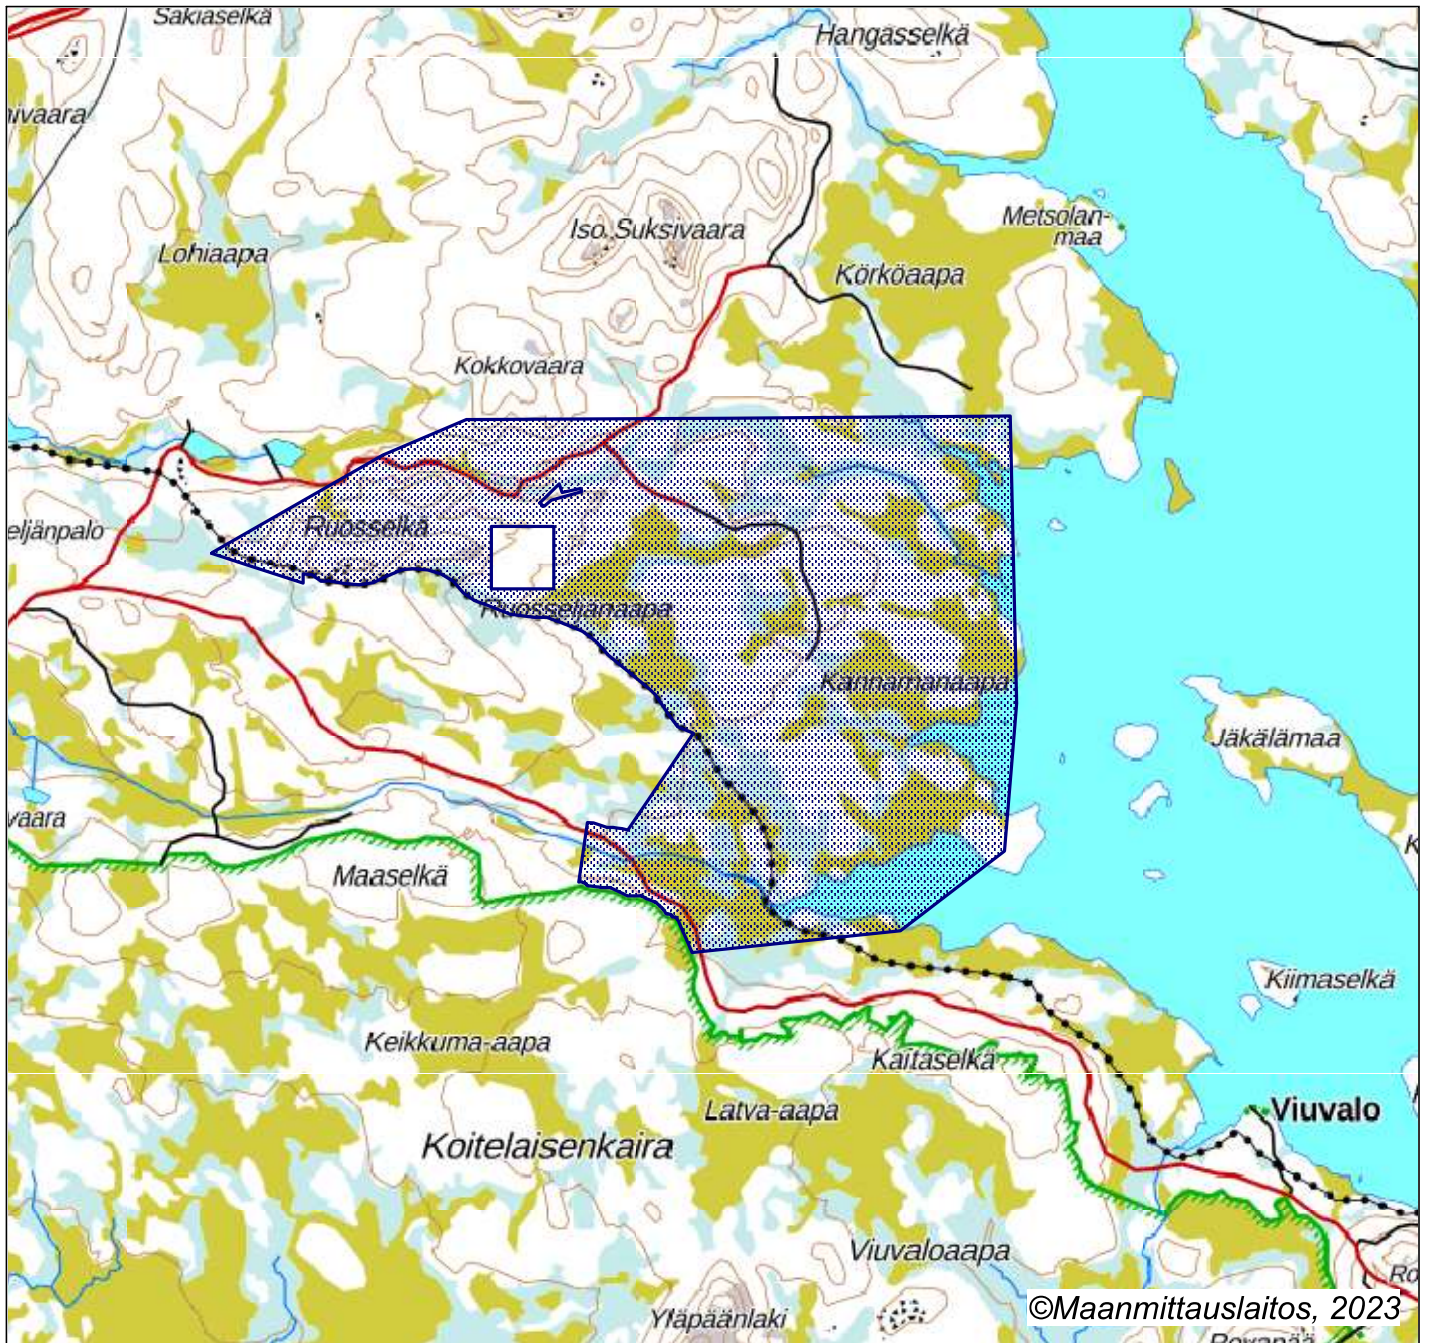 Sakiaselkä
Hangasselkä
Metsolan-
maa
Iso Suksivaara
Lohiaapa
Körköaapa
Kokkovaara
Ruosselkä
eljänpalo
Ruosseljänaapa
Kannamanaapa
Jäkälämaa
vaara
Maaselkä
Kiimaselkä
Keikkuma-aapa
Kaitaselkä
Latva-aapa
Viuvalo
Koitelaisenkaira
Viuvaloaapa
Ro
©Maanmittauslaitos, 2023
Yläpäänlaki